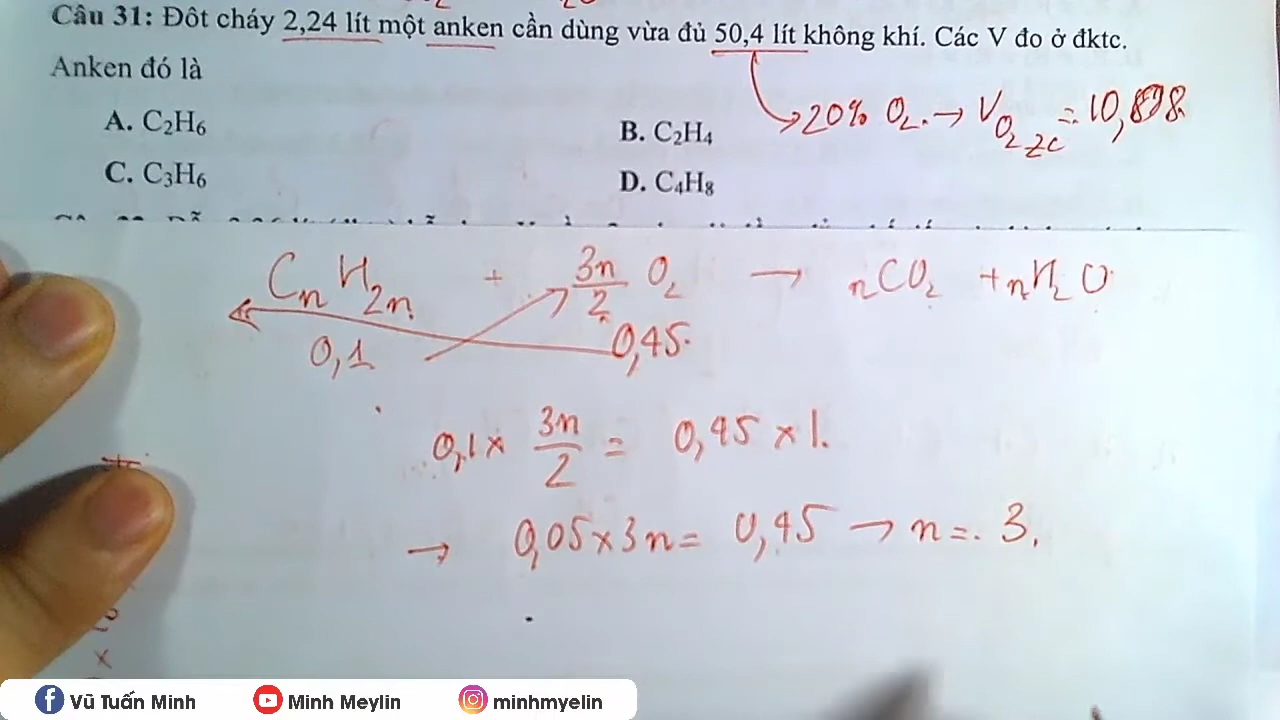 Câu 31: Đôt cháy 2,24 lít một anken cần dùng vừa đủ 50,4 lít không khí. Các V đo ở đktc.
Anken đó là
20% O2. → V O2 = 10,
A. C2H6
B. C2H4
C. C3H6
D. C4H8
CnH2n + 3n/2 O2 → nCO2 + nH2O
0,1 0,45.
0,1 × 3n/2 = 0,45 × 1.
→ 0,05 × 3n = 0,45 → n = 3.
x
Vũ Tuấn Minh
Minh Meylin
minhmyelin